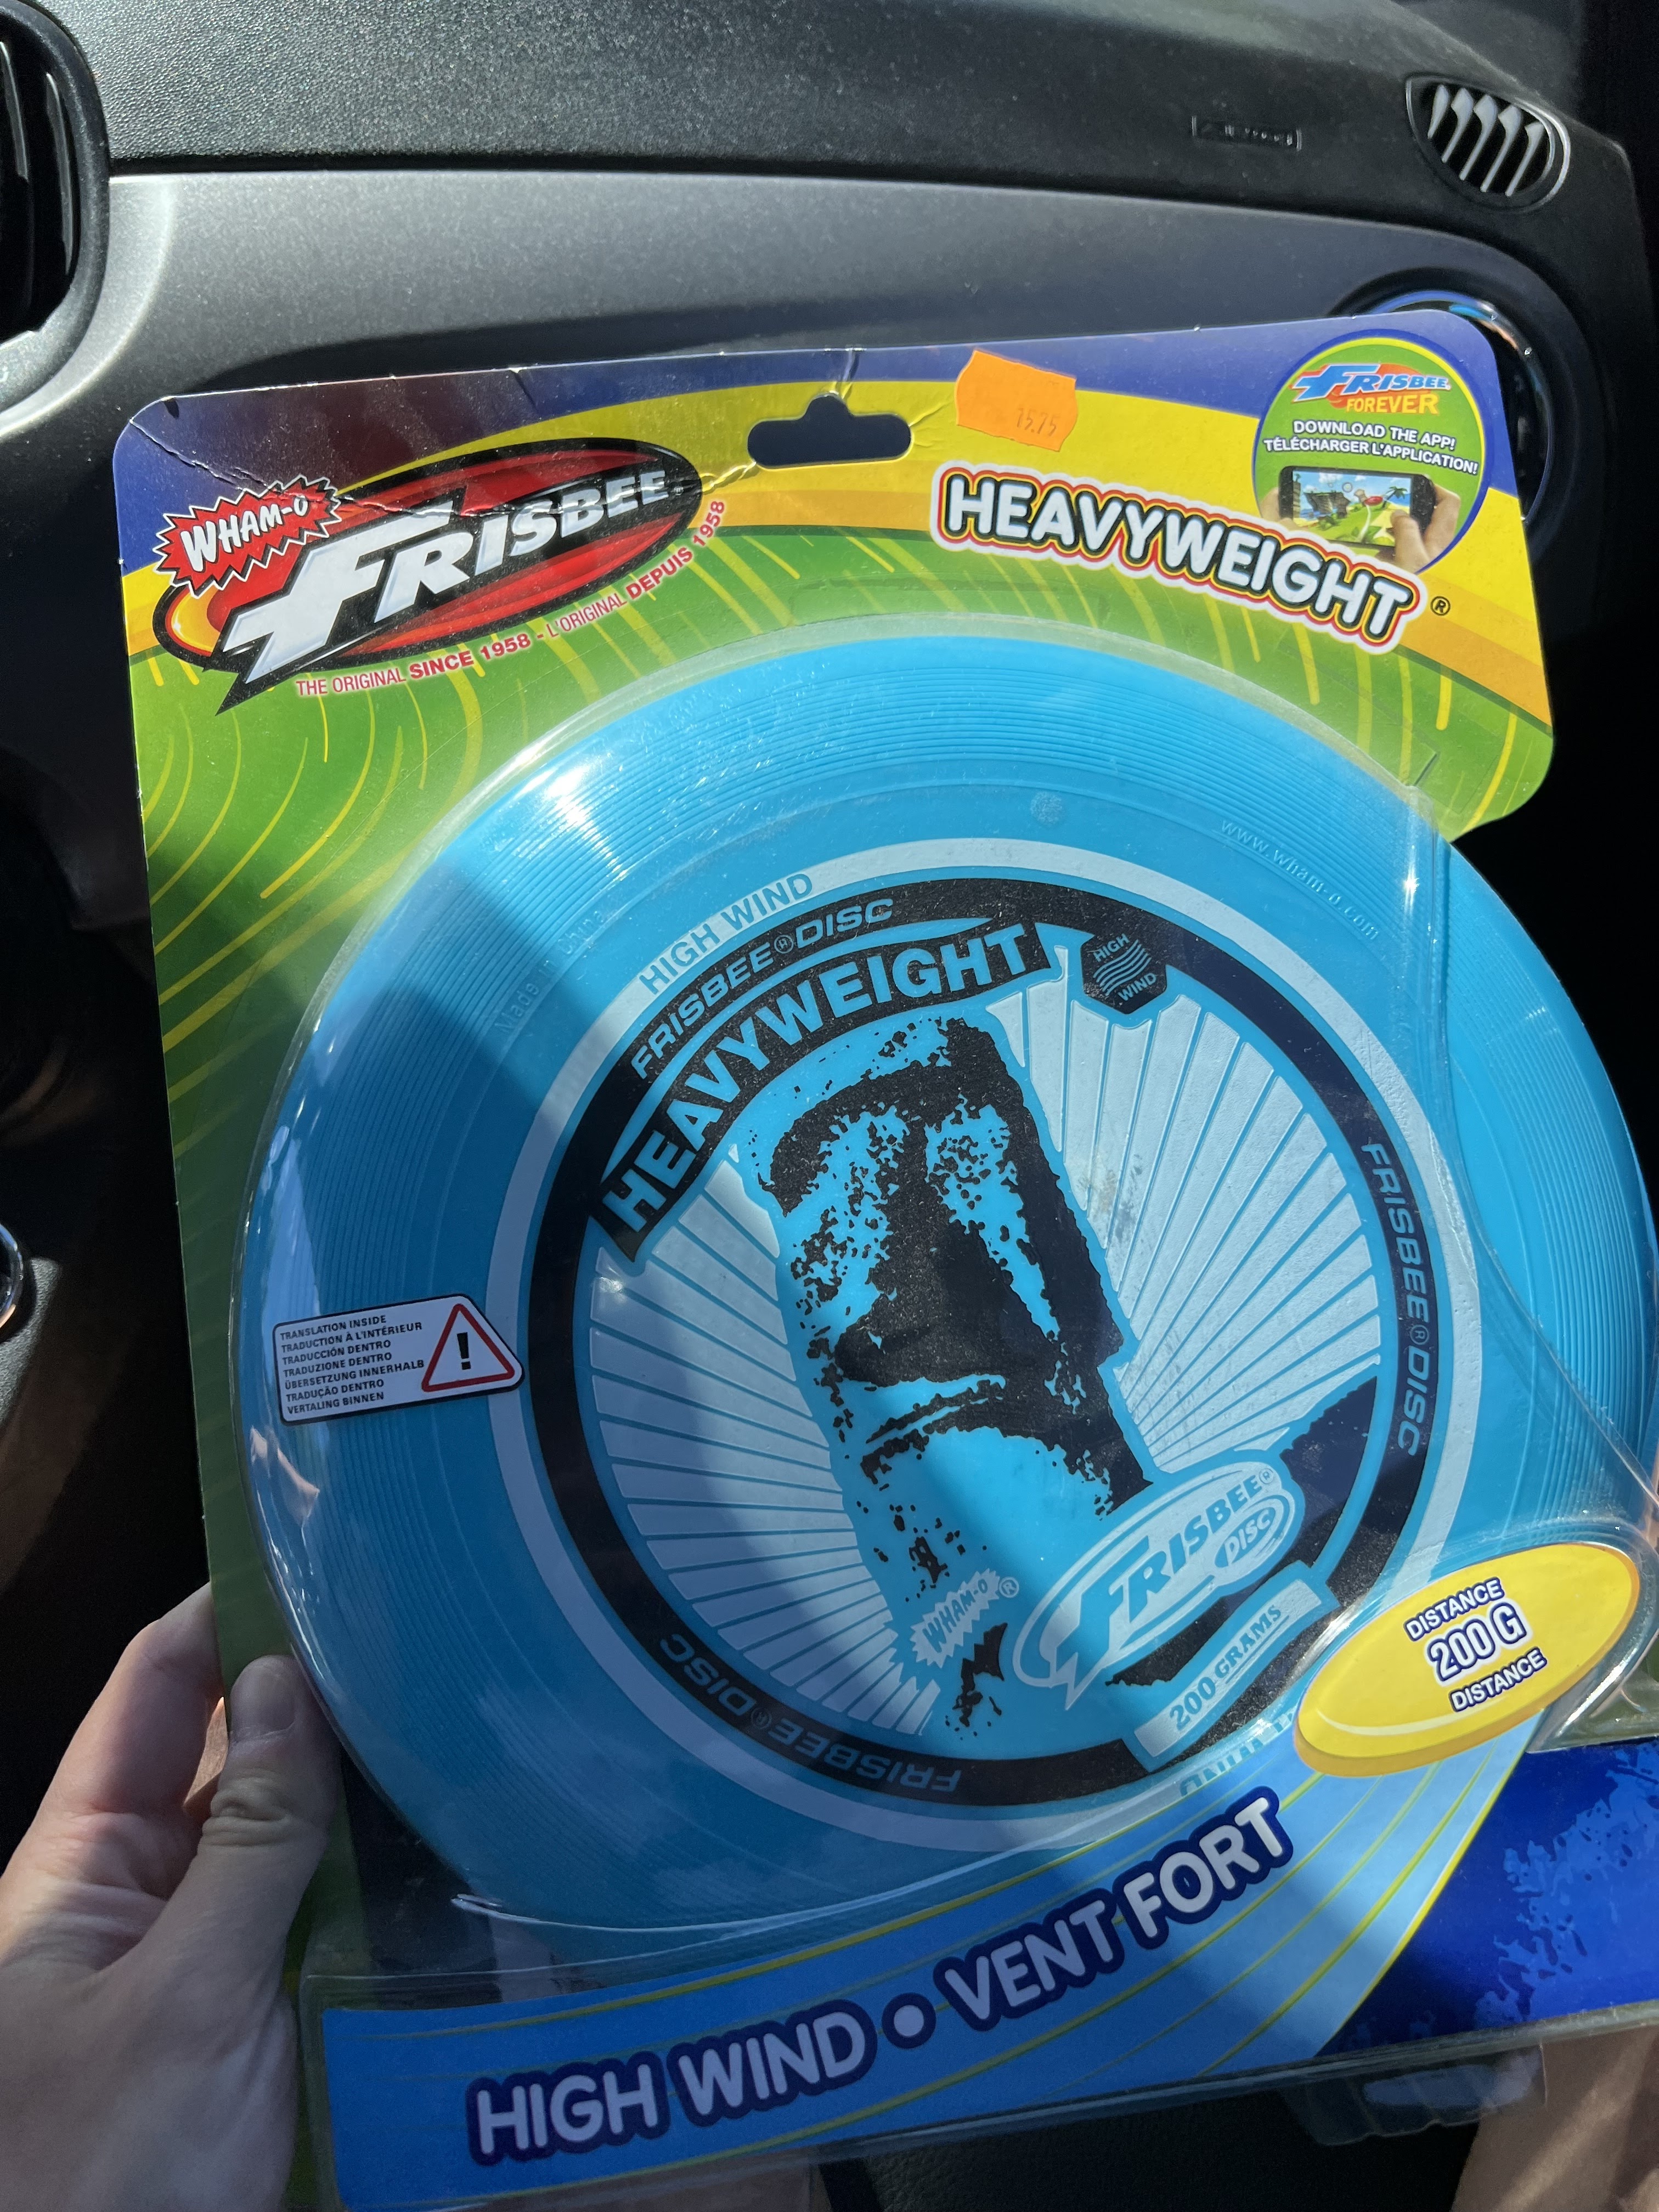 15.75
FRISBEE
FOREVER
DOWNLOAD THE APP!
TÉLÉCHARGER L'APPLICATION!
WHAM-O
FRISBEE
THE ORIGINAL SINCE 1958 - L'ORIGINAL DEPUIS 1958
HEAVYWEIGHT®
www.wham-o.com
Made China
HIGH WIND
FRISBEE® DISC
HEAVYWEIGHT
HIGH
WIND
FRISBEE® DISC
TRANSLATION INSIDE
TRADUCTION À L'INTÉRIEUR
TRADUCCIÓN DENTRO
TRADUZIONE DENTRO
ÜBERSETZUNG INNERHALB
TRADUÇÃO DENTRO
VERTALING BINNEN
!
WHAM-O®
FRISBEE®
DISC
200 GRAMS
FRISBEE® DISC
WIND
DISTANCE
200 G
DISTANCE
HIGH WIND • VENT FORT